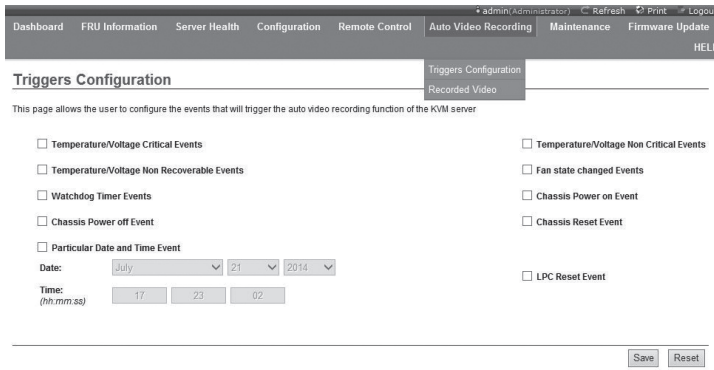 • admin(Administrator) Refresh Print Logou
Dashboard FRU Information Server Health Configuration Remote Control Auto Video Recording Maintenance Firmware Update
HEL
Triggers Configuration
Recorded Video
Triggers Configuration
This page allows the user to configure the events that will trigger the auto video recording function of the KVM server
Temperature/Voltage Critical Events
Temperature/Voltage Non Critical Events
Temperature/Voltage Non Recoverable Events
Fan state changed Events
Watchdog Timer Events
Chassis Power on Event
Chassis Power off Event
Chassis Reset Event
Particular Date and Time Event
Date: July 21 2014
LPC Reset Event
Time: 17 23 02
(hh:mm:ss)
Save Reset